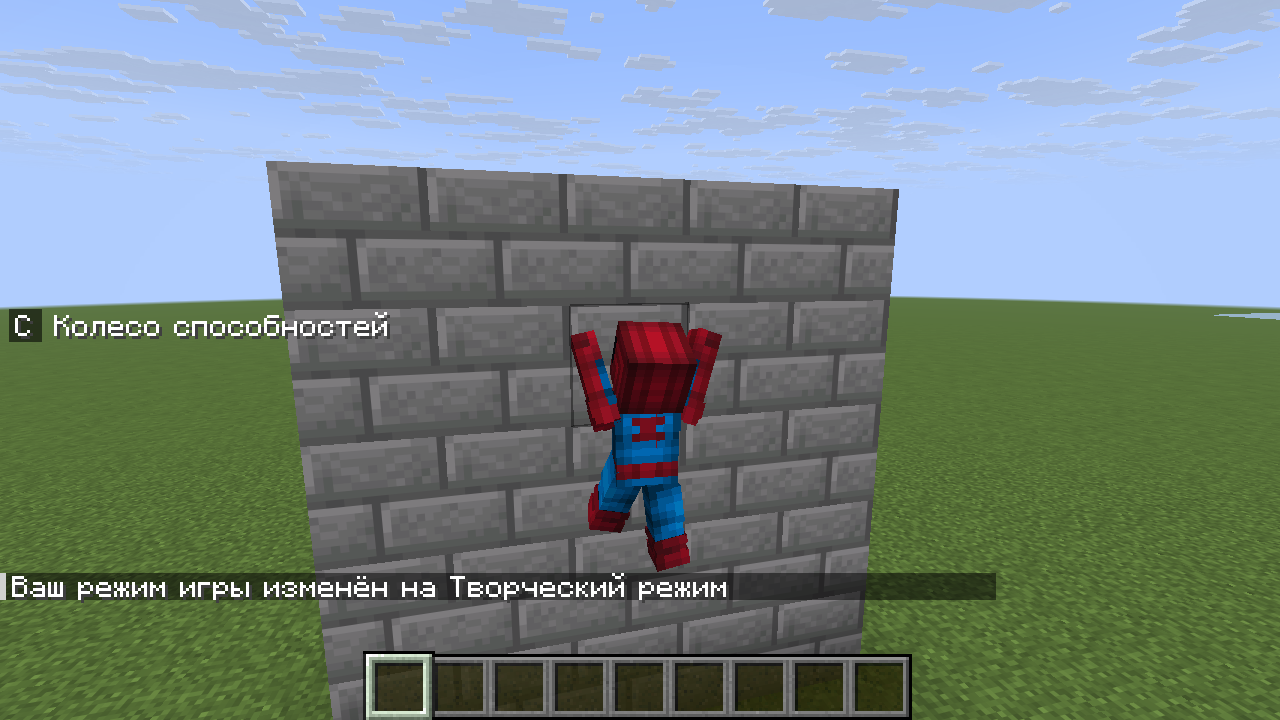 C Колесо способностей
Ваш режим игры изменён на Творческий режим